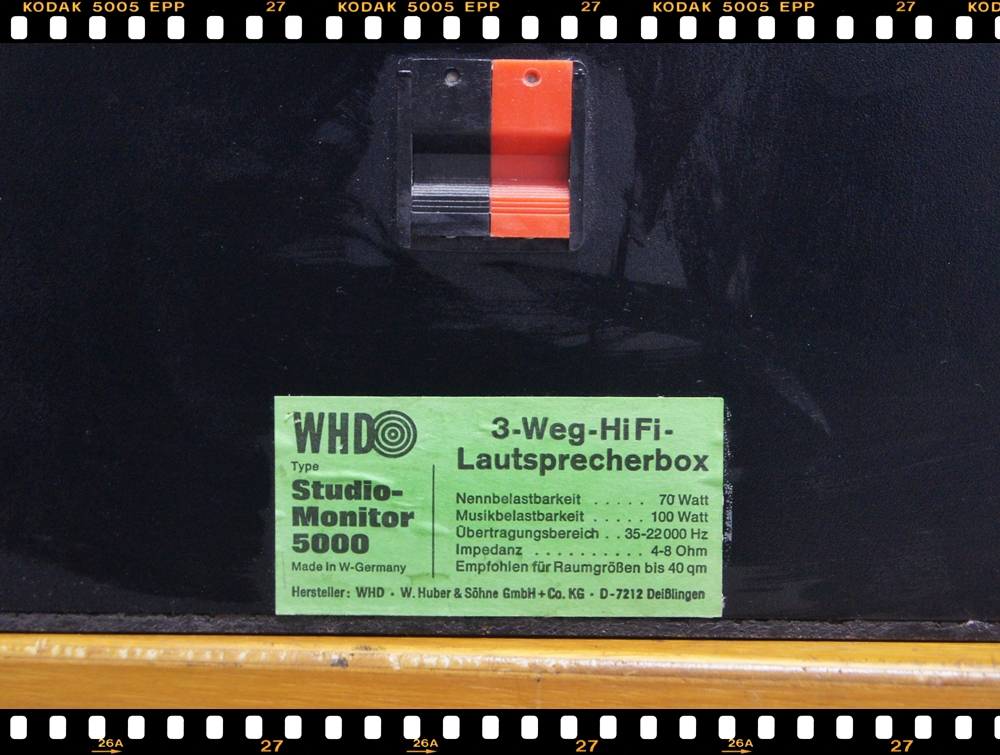 KODAK 5005 EPP 27 KODAK 5005 EPP 27 KODAK 5005 EPP 27 KOD
WHD
Type
Studio-
Monitor
5000
Made in W-Germany
3-Weg-HiFi-
Lautsprecherbox
Nennbelastbarkeit . . . . . 70 Watt
Musikbelastbarkeit . . . . . 100 Watt
Übertragungsbereich . . 35-22000 Hz
Impedanz . . . . . . . . . . 4-8 Ohm
Empfohlen für Raumgrößen bis 40 qm
Hersteller: WHD · W. Huber & Söhne GmbH + Co. KG · D-7212 Deißlingen
26A 27 26A 27 26A 27